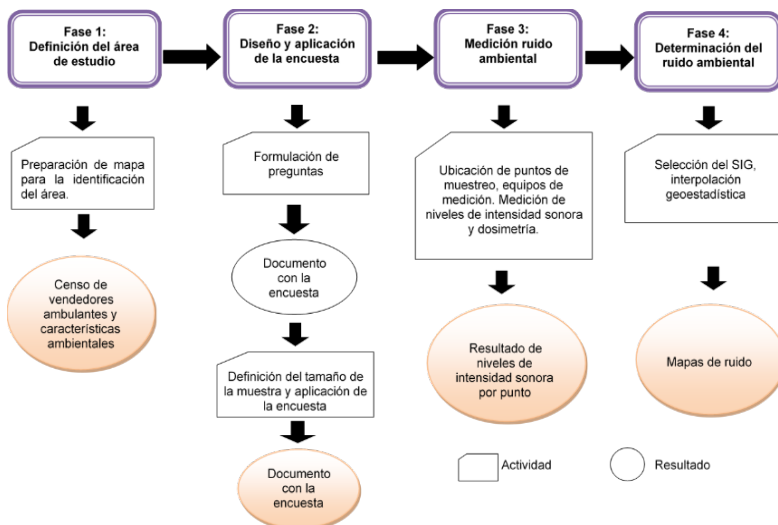 Fase 1:
Definición del área
de estudio
Fase 2:
Diseño y aplicación
de la encuesta
Fase 3:
Medición ruido
ambiental
Fase 4:
Determinación del
ruido ambiental
Preparación de mapa
para la identificación
del área.
Formulación de
preguntas
Ubicación de puntos de
muestreo, equipos de
medición. Medición de
niveles de intensidad sonora
y dosimetría.
Selección del SIG,
interpolación
geoestadística
Censo de
vendedores
ambulantes y
características
ambientales
Documento
con la
encuesta
Definición del tamaño de
la muestra y aplicación de
la encuesta
Documento
con la
encuesta
Resultado de
niveles de
intensidad sonora
por punto
Mapas de ruido
Actividad
Resultado